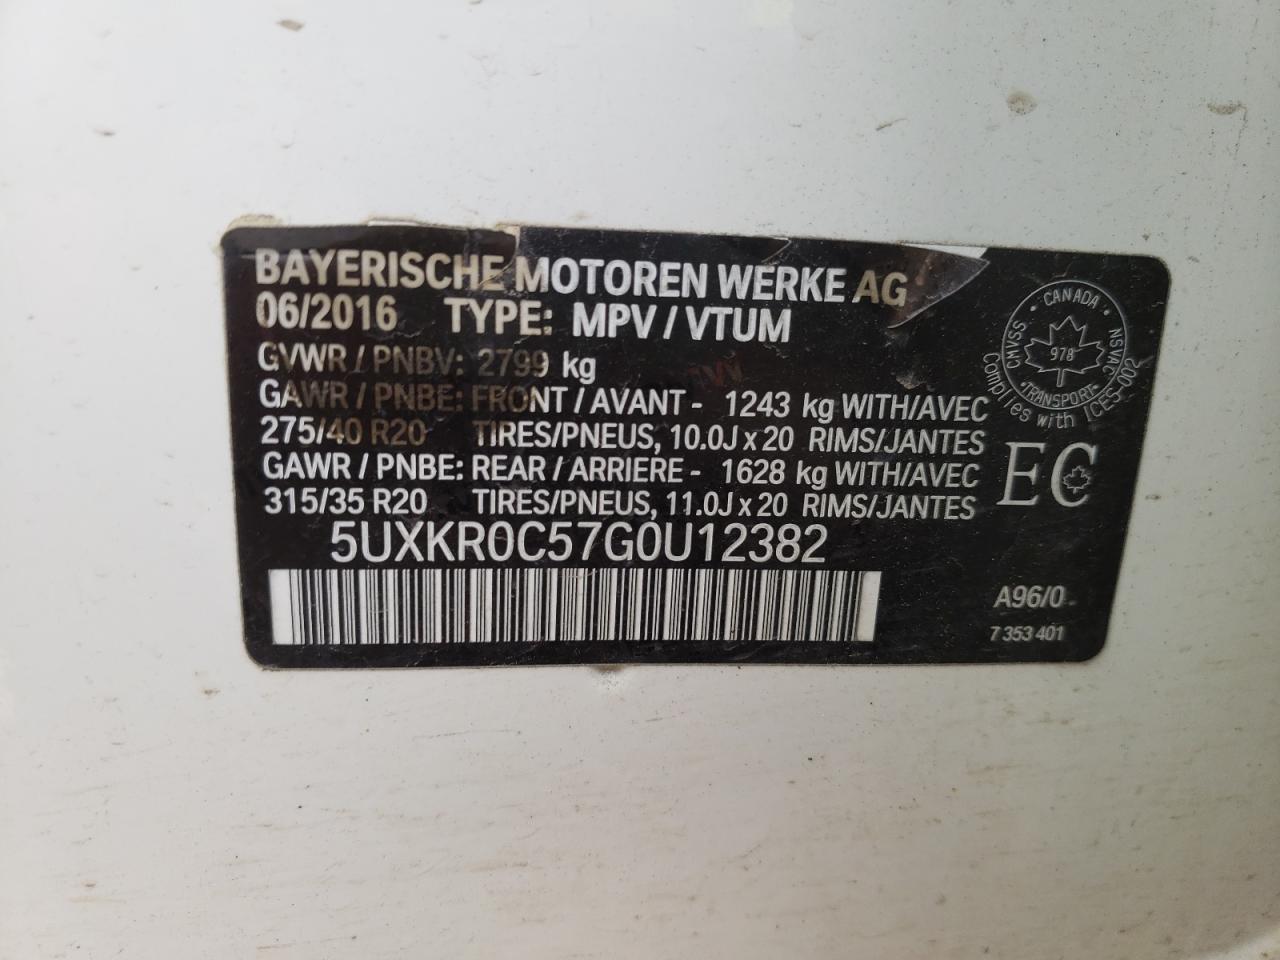 BAYERISCHE MOTOREN WERKE AG
06/2016 TYPE: MPV / VTUM
GVWR / PNBV: 2799 kg
GAWR / PNBE: FRONT / AVANT - 1243 kg WITH/AVEC
275/40 R20 TIRES/PNEUS, 10.0J x 20 RIMS/JANTES
GAWR / PNBE: REAR / ARRIERE - 1628 kg WITH/AVEC
315/35 R20 TIRES/PNEUS, 11.0J x 20 RIMS/JANTES
5UXKR0C57G0U12382
CANADA
CMVSS NSVAC
978
TRANSPORT
Complies with ICES-002
EC
A96/0
7 353 401